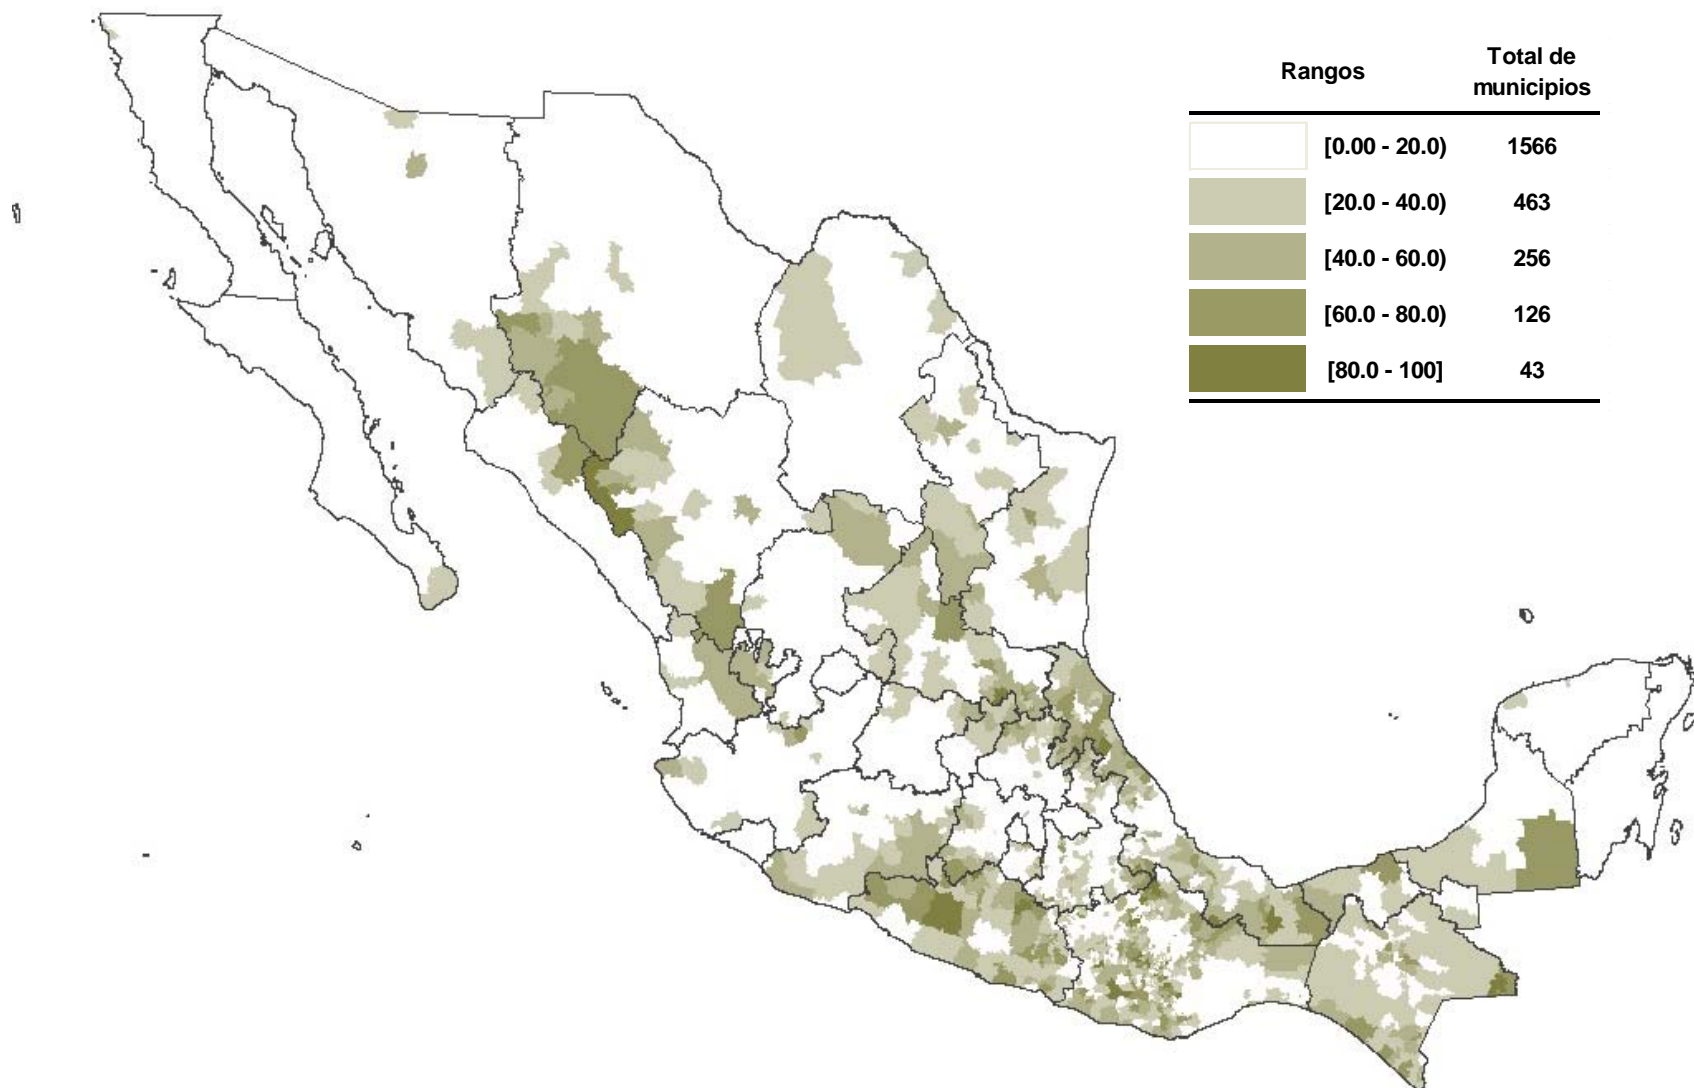 Rangos Total de
municipios
[0.00 - 20.0) 1566
[20.0 - 40.0) 463
[40.0 - 60.0) 256
[60.0 - 80.0) 126
[80.0 - 100] 43